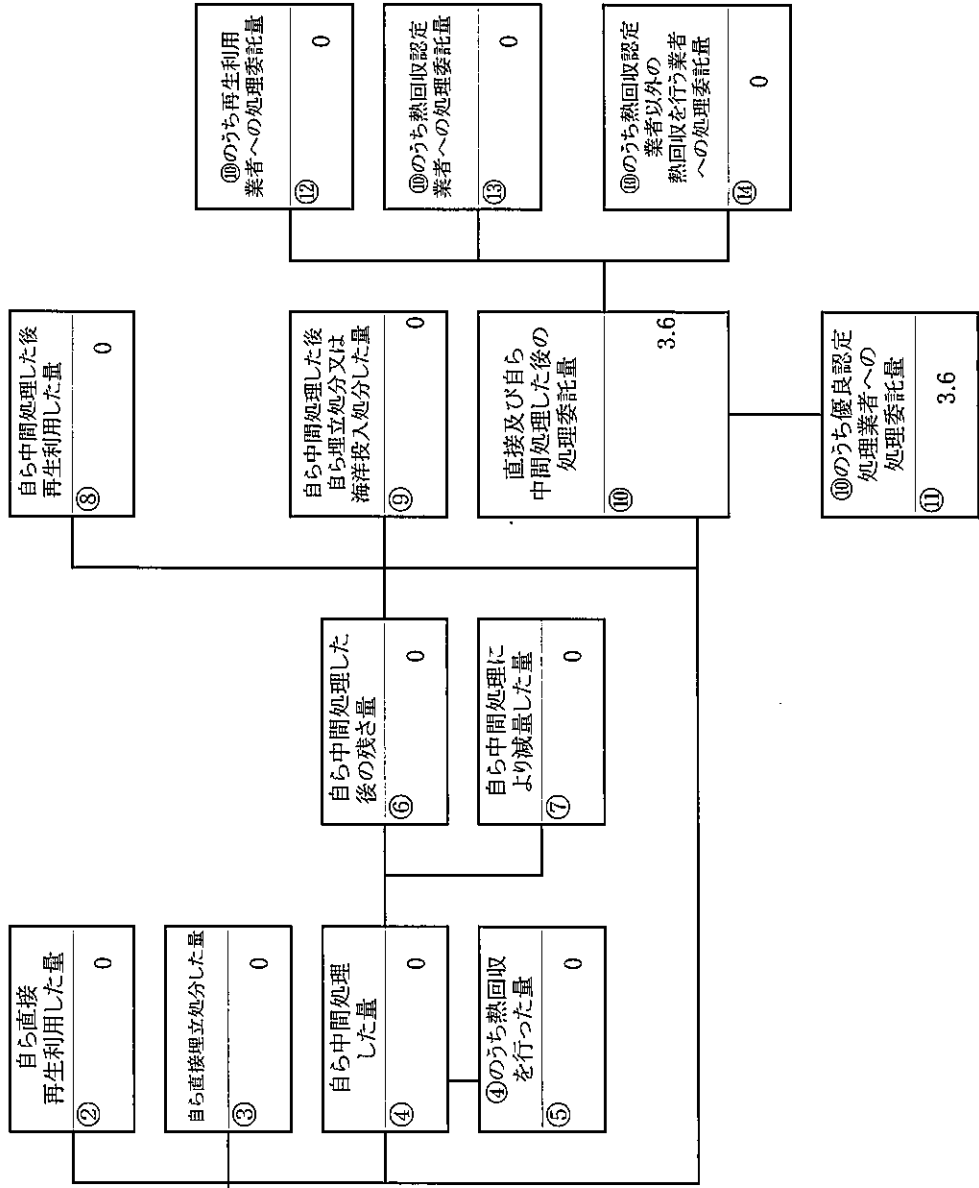 自ら直接
再生利用した量
②
0
自ら直接埋立処分した量
③
0
自ら中間処理
した量
④
0
④のうち熱回収
を行った量
⑤
0
自ら中間処理した
後の残さ量
⑥
0
自ら中間処理に
より減量した量
⑦
0
自ら中間処理した後
再生利用した量
⑧
0
自ら中間処理した後
自ら埋立処分又は
海洋投入処分した量
⑨
0
直接及び自ら
中間処理した後の
処理委託量
⑩
3.6
⑩のうち優良認定
処理業者への
処理委託量
⑪
3.6
⑩のうち再生利用
業者への処理委託量
⑫
0
⑩のうち熱回収認定
業者への処理委託量
⑬
0
⑩のうち熱回収認定
業者以外の
熱回収を行う業者
への処理委託量
⑭
0